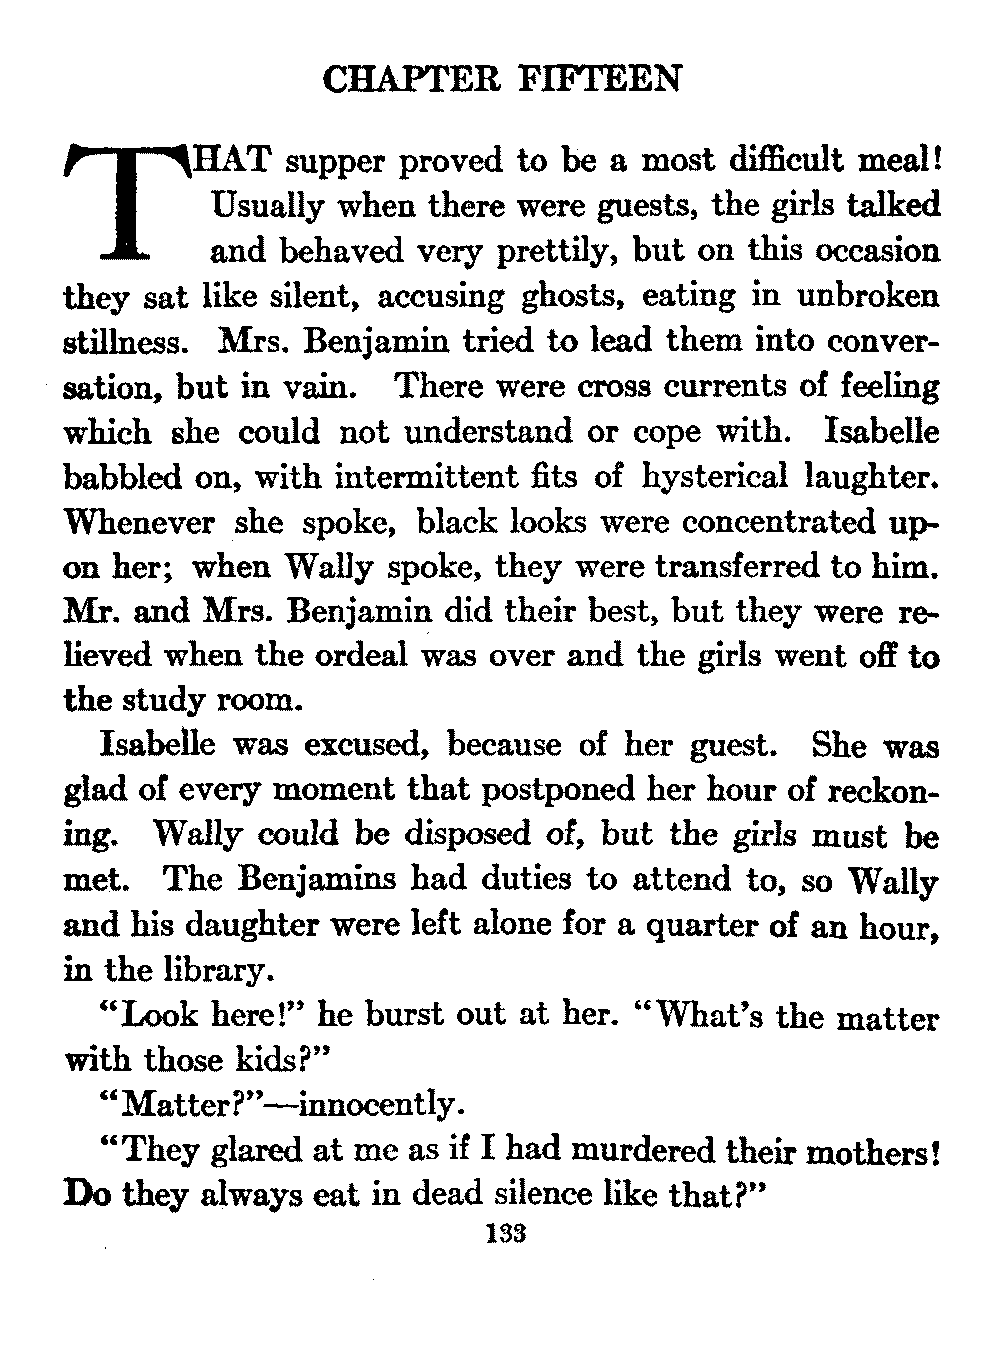 CHAPTER FIFTEEN
THAT supper proved to be a most difficult meal!
Usually when there were guests, the girls talked
and behaved very prettily, but on this occasion
they sat like silent, accusing ghosts, eating in unbroken
stillness. Mrs. Benjamin tried to lead them into conver-
sation, but in vain. There were cross currents of feeling
which she could not understand or cope with. Isabelle
babbled on, with intermittent fits of hysterical laughter.
Whenever she spoke, black looks were concentrated up-
on her; when Wally spoke, they were transferred to him.
Mr. and Mrs. Benjamin did their best, but they were re-
lieved when the ordeal was over and the girls went off to
the study room.
Isabelle was excused, because of her guest. She was
glad of every moment that postponed her hour of reckon-
ing. Wally could be disposed of, but the girls must be
met. The Benjamins had duties to attend to, so Wally
and his daughter were left alone for a quarter of an hour,
in the library.
“Look here!” he burst out at her. “What’s the matter
with those kids?”
“Matter?”—innocently.
“They glared at me as if I had murdered their mothers!
Do they always eat in dead silence like that?”
133